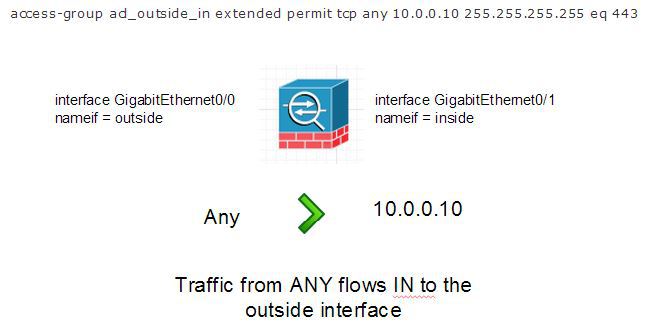 access-group ad_outside_in extended permit tcp any 10.0.0.10 255.255.255.255 eq 443
interface GigabitEthernet0/0
nameif = outside
interface GigabitEthernet0/1
nameif = inside
Any
10.0.0.10
Traffic from ANY flows IN to the
outside interface